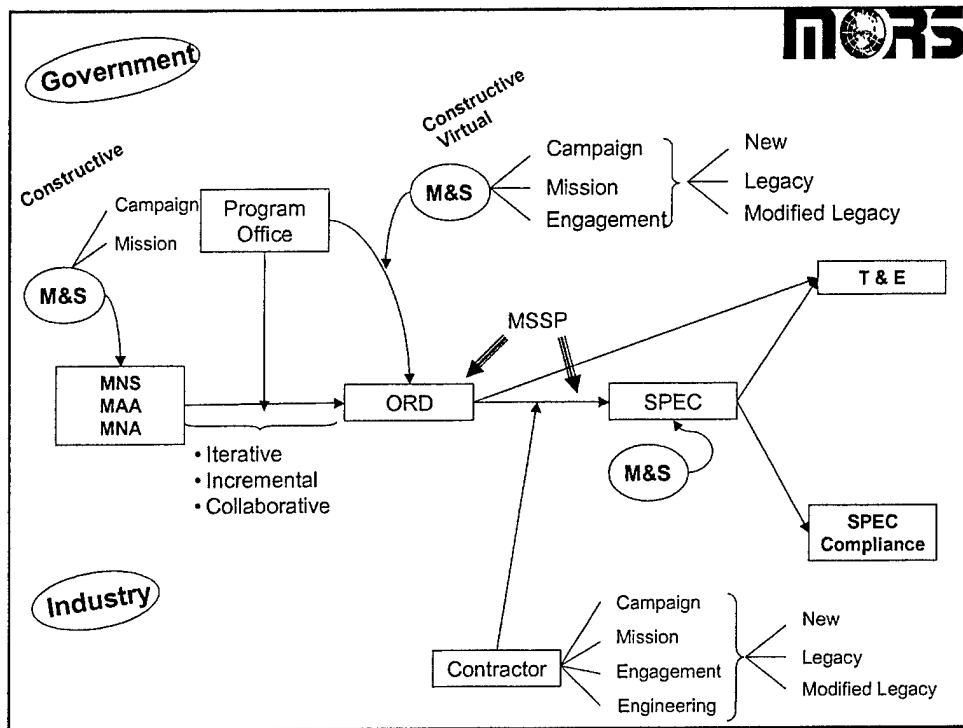 MORS
Government
Constructive
Virtual
Constructive
Campaign
Mission
Engagement
New
Legacy
Modified Legacy
M&S
Campaign
Mission
Program
Office
M&S
T & E
MSSP
MNS
MAA
MNA
ORD
SPEC
• Iterative
• Incremental
• Collaborative
M&S
SPEC
Compliance
Industry
Campaign
Mission
Engagement
Engineering
New
Legacy
Modified Legacy
Contractor